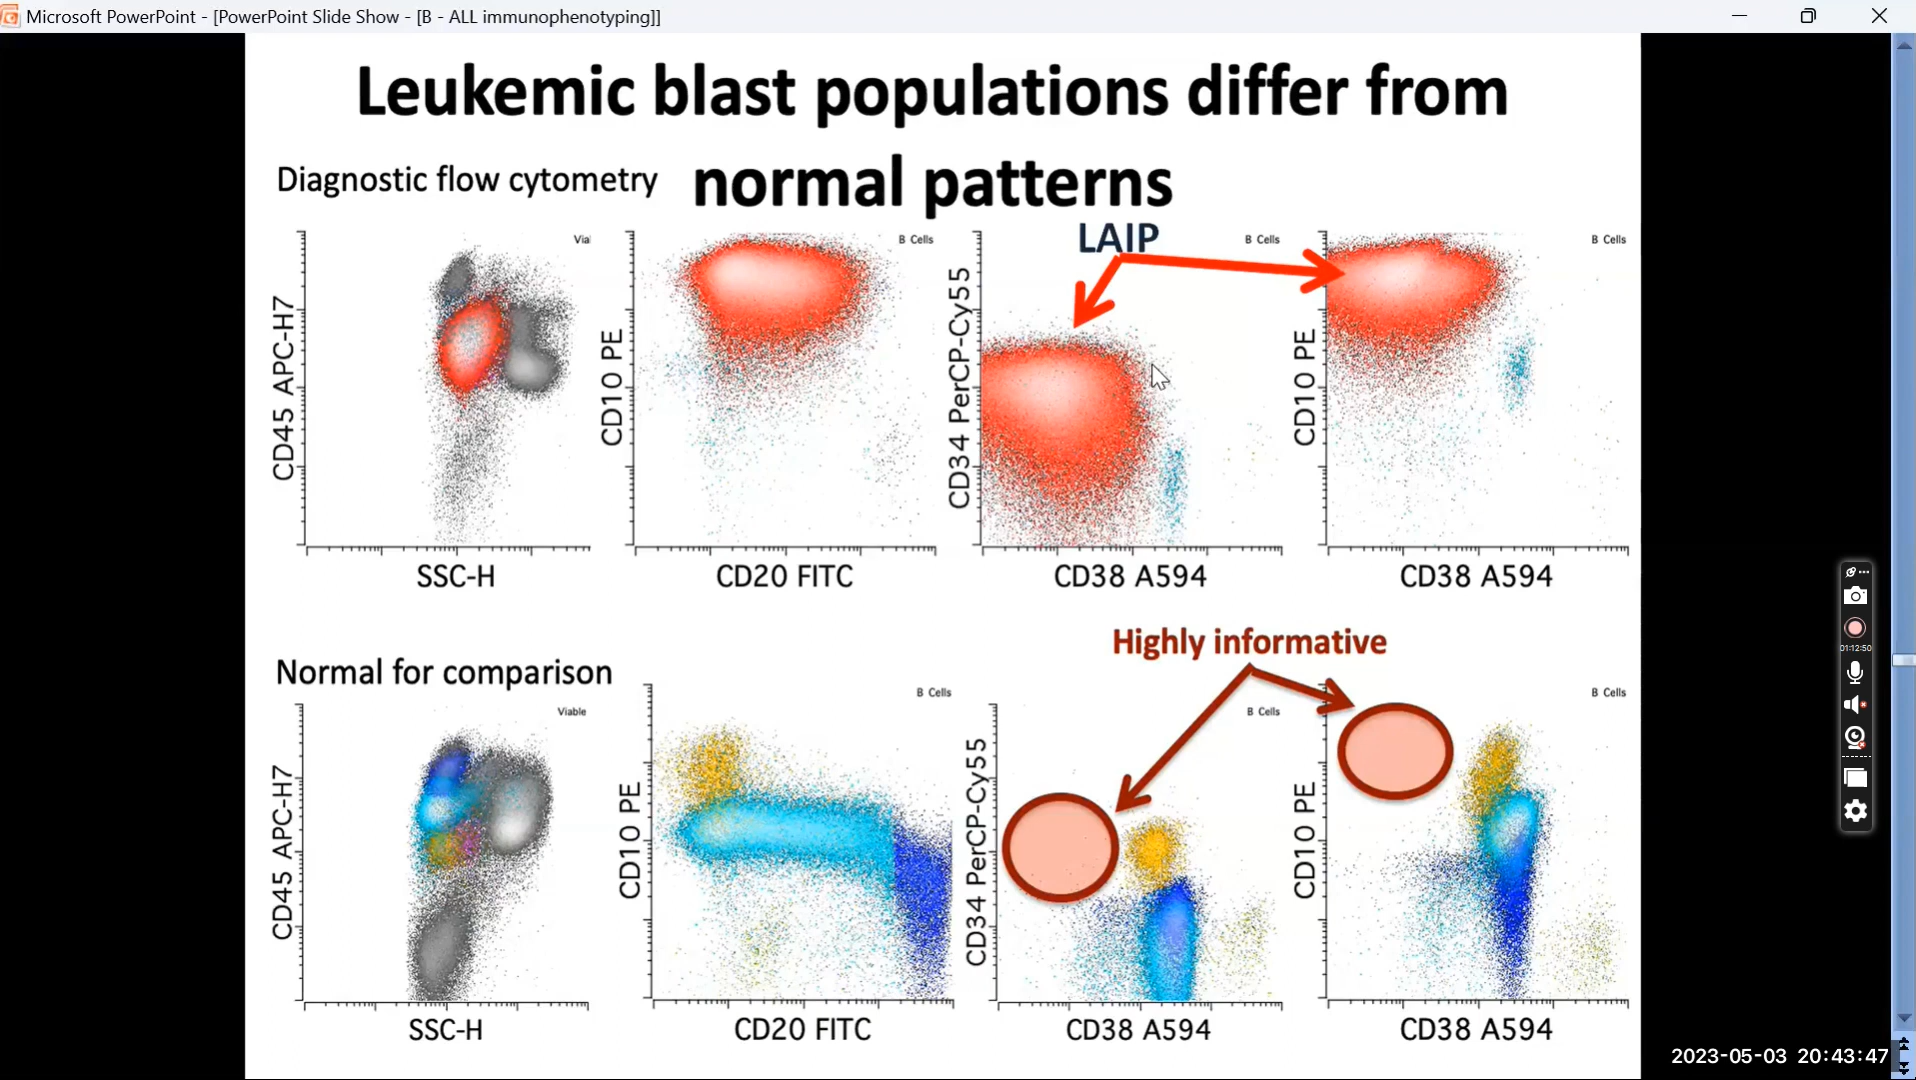 Microsoft PowerPoint - [PowerPoint Slide Show - [B - ALL immunophenotyping]]
Leukemic blast populations differ from
normal patterns
Diagnostic flow cytometry
LAIP
Via
B Cells
B Cells
B Cells
CD45 APC-H7
CD10 PE
CD34 PerCP-Cy55
CD10 PE
SSC-H
CD20 FITC
CD38 A594
CD38 A594
Highly informative
Normal for comparison
Viable
B Cells
B Cells
B Cells
CD45 APC-H7
CD10 PE
CD34 PerCP-Cy55
CD10 PE
SSC-H
CD20 FITC
CD38 A594
CD38 A594
01:12:50
2023-05-03 20:43:47